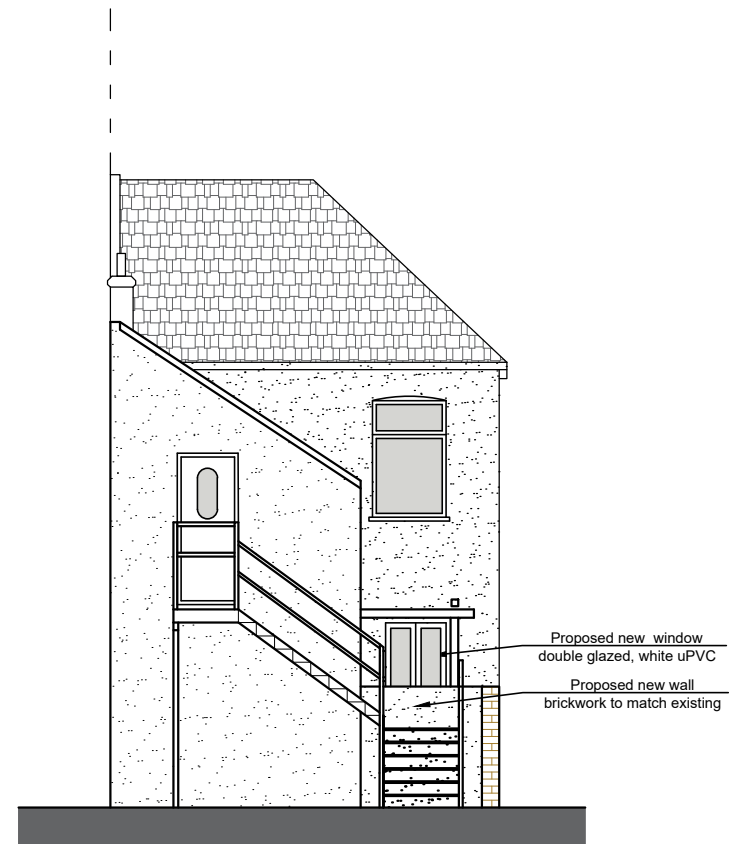 Proposed new window
double glazed, white uPVC
Proposed new wall
brickwork to match existing